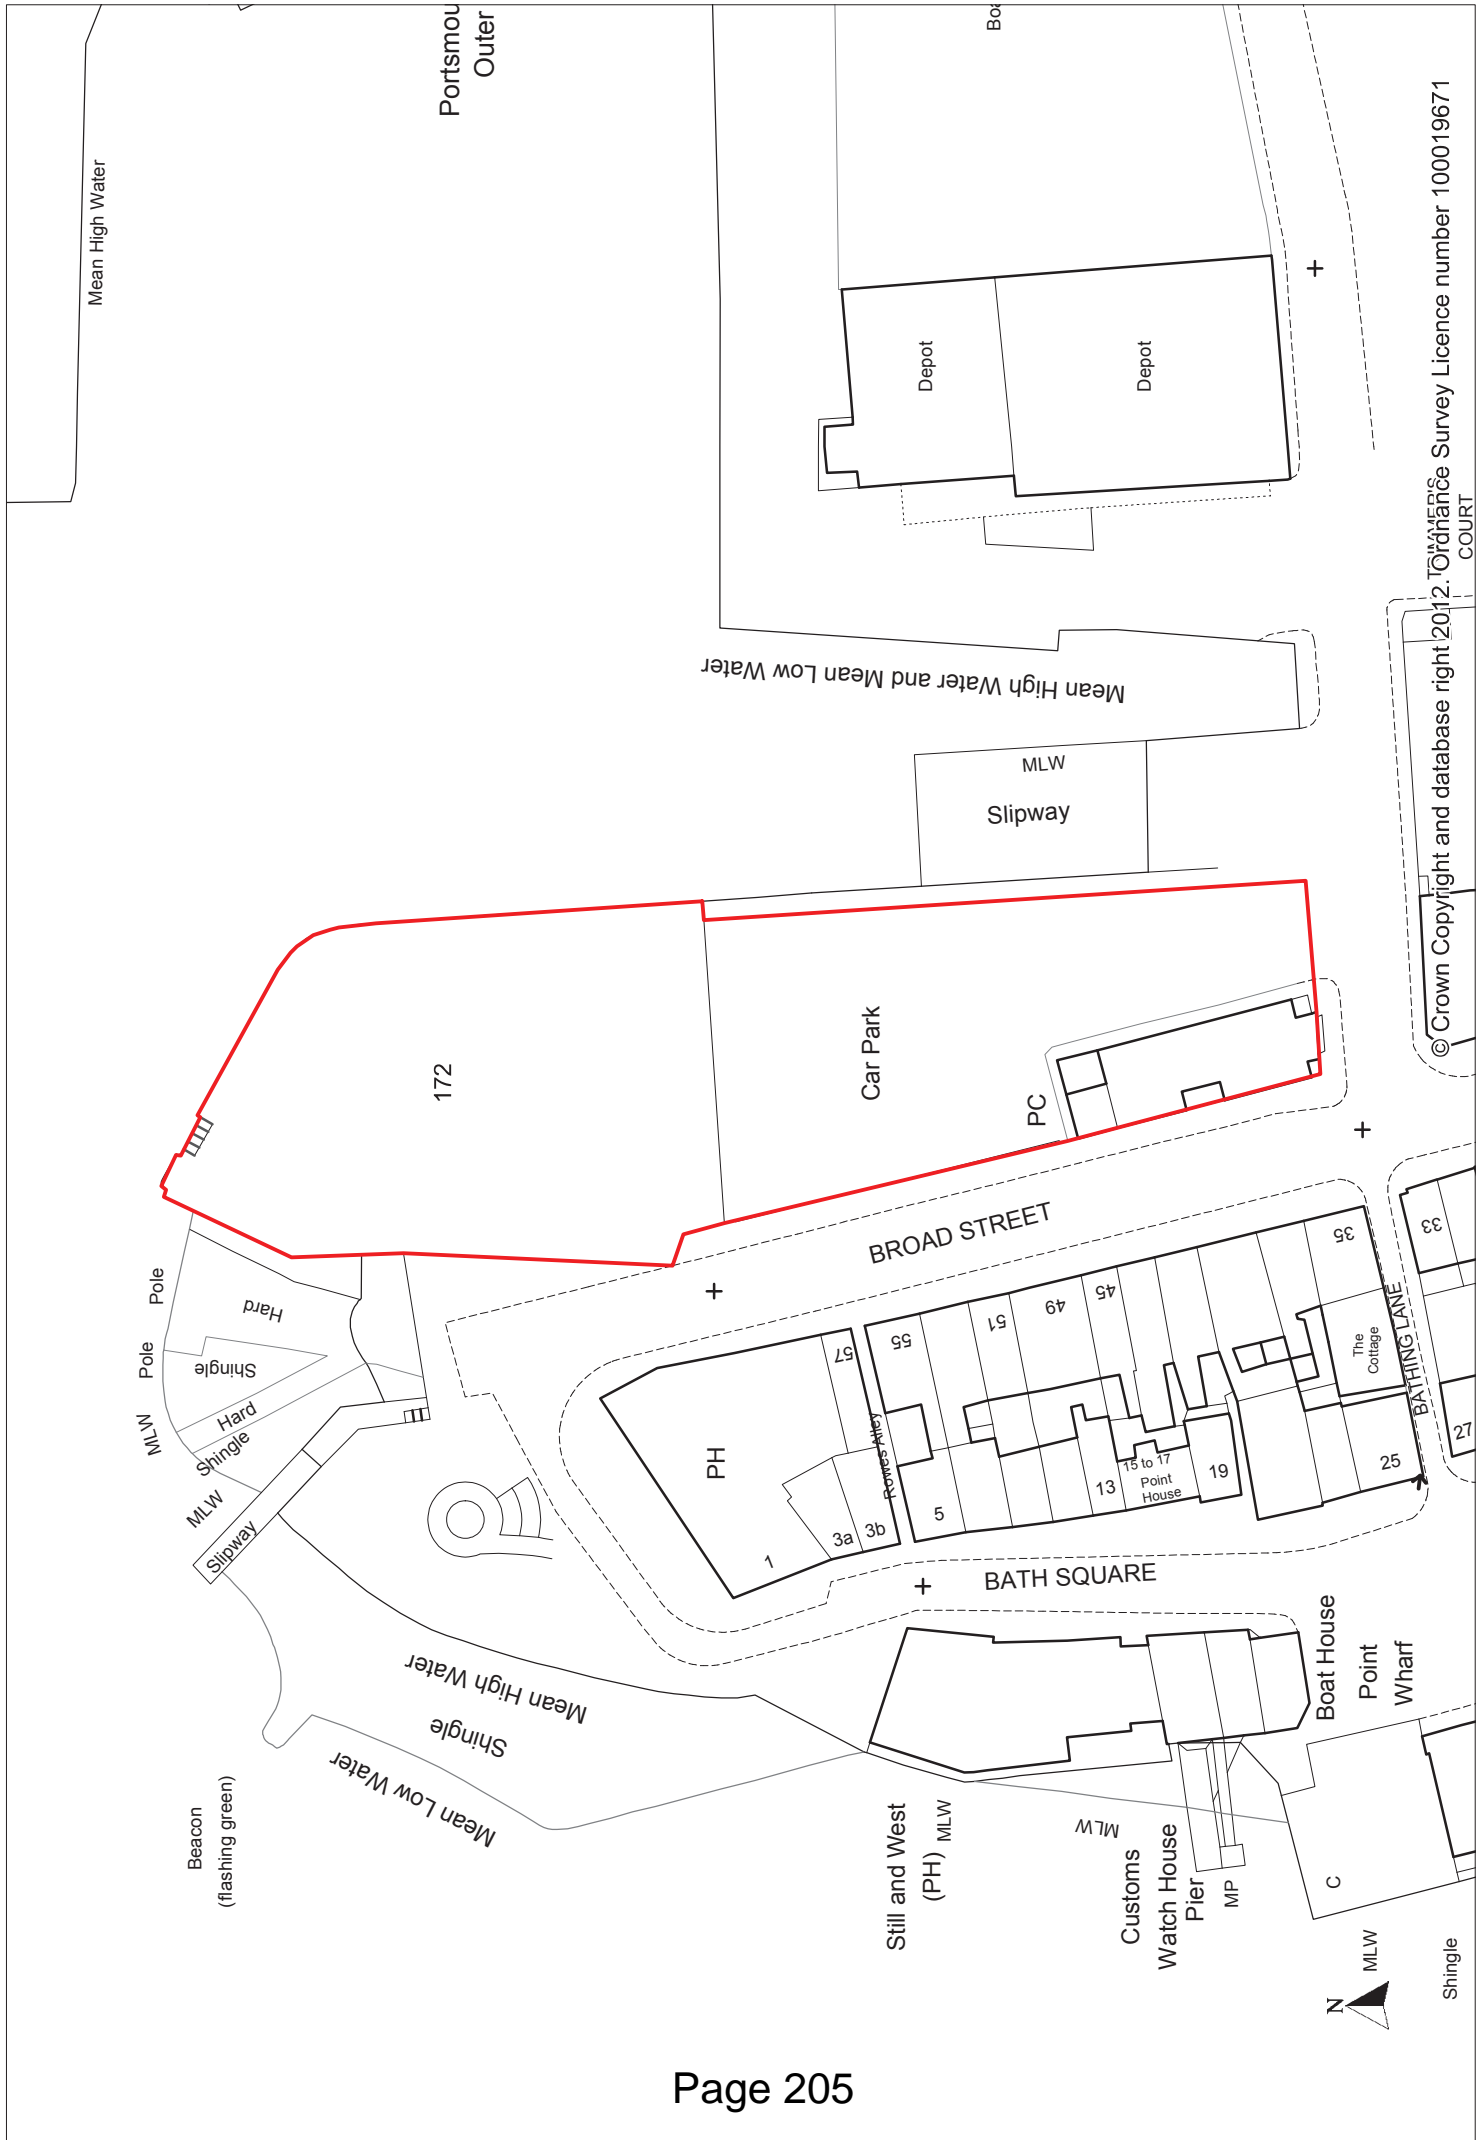 Portsmou
Outer
Boa
Mean High Water
Depot
Depot
© Crown Copyright and database right 2012. Ordnance Survey Licence number 100019671
TRIMMER'S
COURT
Mean High Water and Mean Low Water
MLW
Slipway
172
Car Park
PC
BROAD STREET
Pole
Pole
MLW
Hard
Shingle
Hard
Shingle
MLW
Slipway
PH
57
55
51
49
45
35
33
The
Cottage
BATHING LANE
Rowes Alley
1
3a
3b
5
13
15 to 17
Point
House
19
25
27
BATH SQUARE
Mean High Water
Shingle
Mean Low Water
Beacon
(flashing green)
Still and West
(PH)
MLW
MLW
Customs
Watch House
Pier
MP
Boat House
Point
Wharf
C
MLW
Shingle
N
Page 205